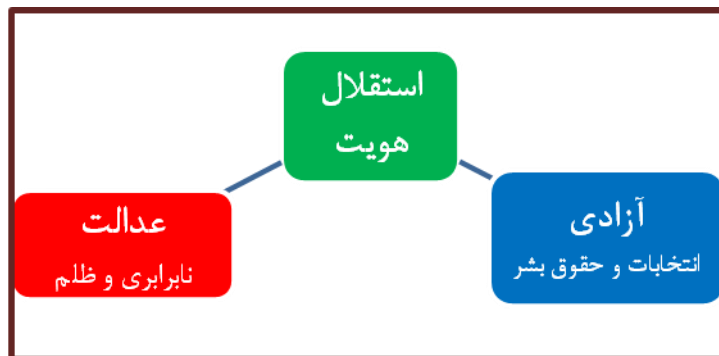 استقلال
هویت
آزادی
انتخابات و حقوق بشر
عدالت
نابرابری و ظلم